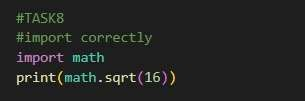 #TASK8
#import correctly
import math
print(math.sqrt(16))